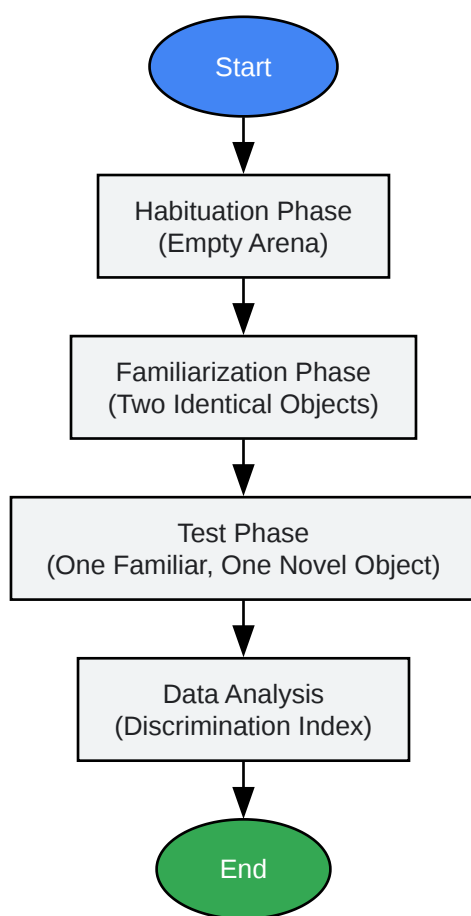 Start
Habituation Phase
(Empty Arena)
Familiarization Phase
(Two Identical Objects)
Test Phase
(One Familiar, One Novel Object)
Data Analysis
(Discrimination Index)
End